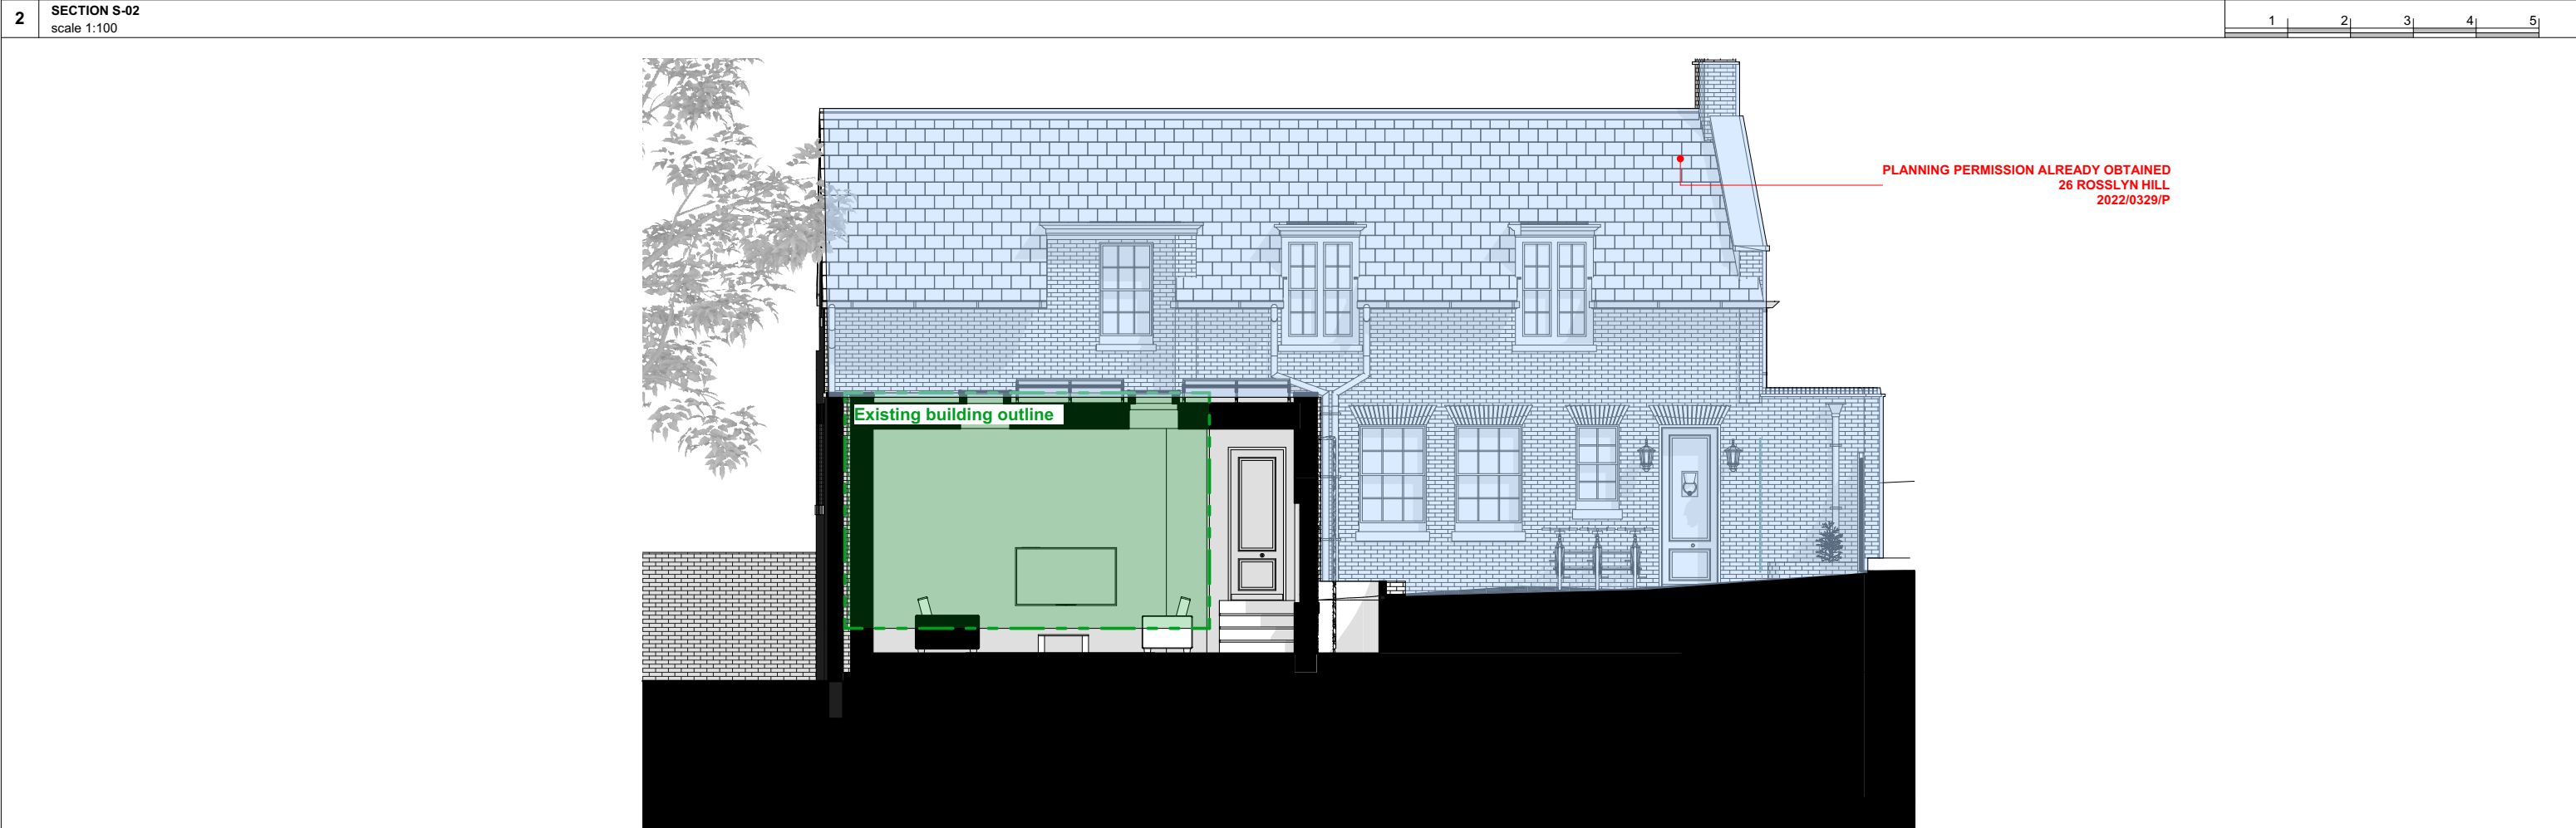 2
SECTION S-02
scale 1:100
1 2 3 4 5
PLANNING PERMISSION ALREADY OBTAINED
26 ROSSLYN HILL
2022/0329/P
Existing building outline